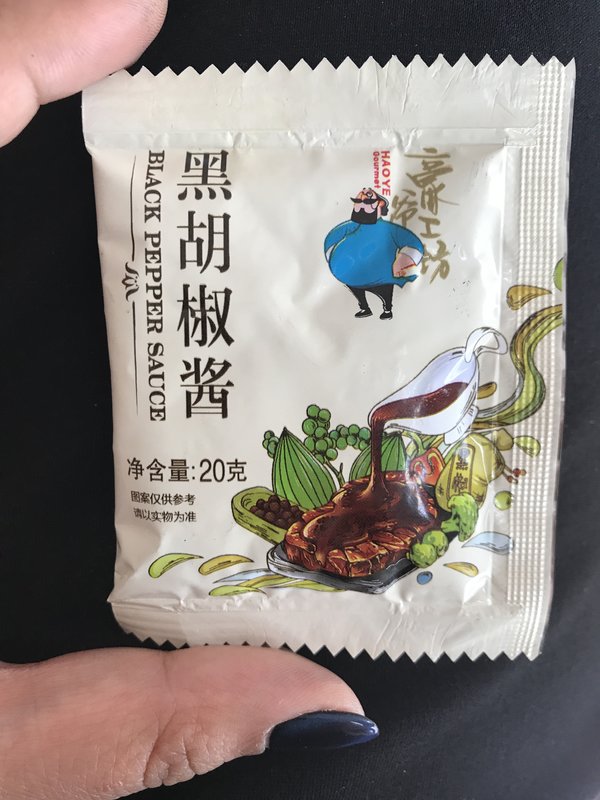 豪爷工坊
HAOYE
Gourmet
黑胡椒酱
BLACK PEPPER SAUCE
净含量:20克
图案仅供参考
请以实物为准